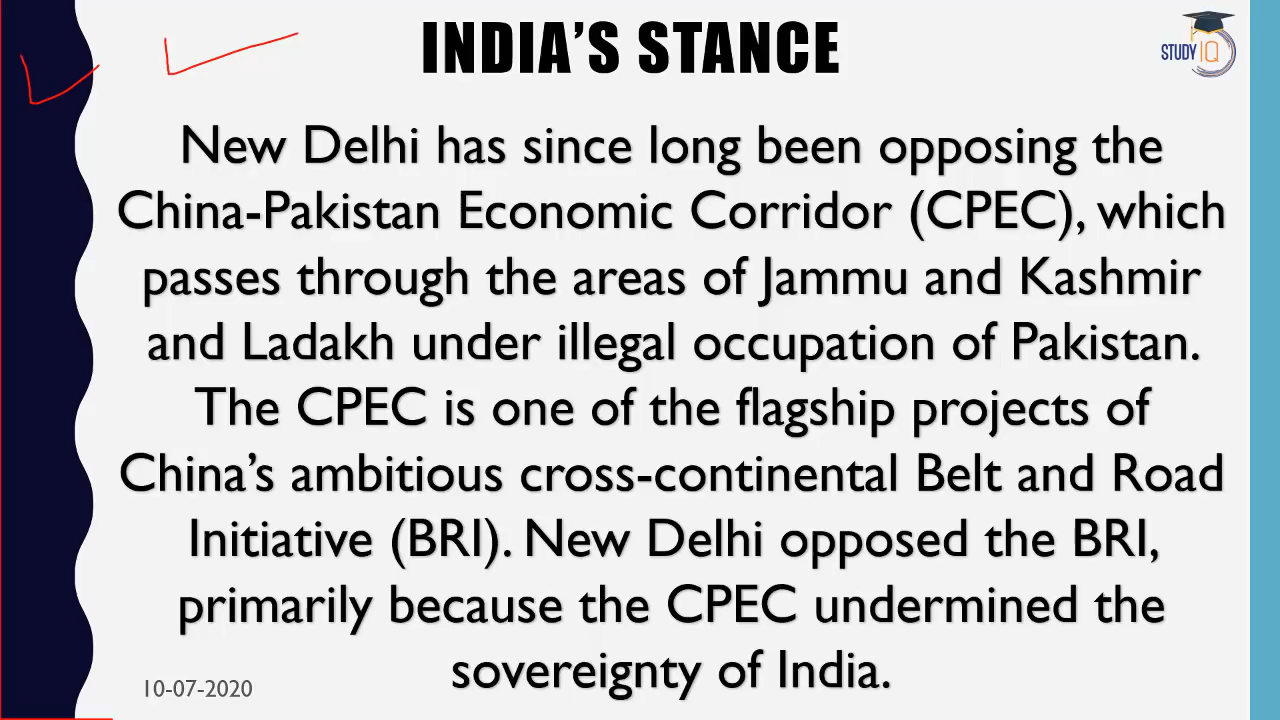 INDIA'S STANCE
STUDY IQ
New Delhi has since long been opposing the
China-Pakistan Economic Corridor (CPEC), which
passes through the areas of Jammu and Kashmir
and Ladakh under illegal occupation of Pakistan.
The CPEC is one of the flagship projects of
China's ambitious cross-continental Belt and Road
Initiative (BRI). New Delhi opposed the BRI,
primarily because the CPEC undermined the
sovereignty of India.
10-07-2020